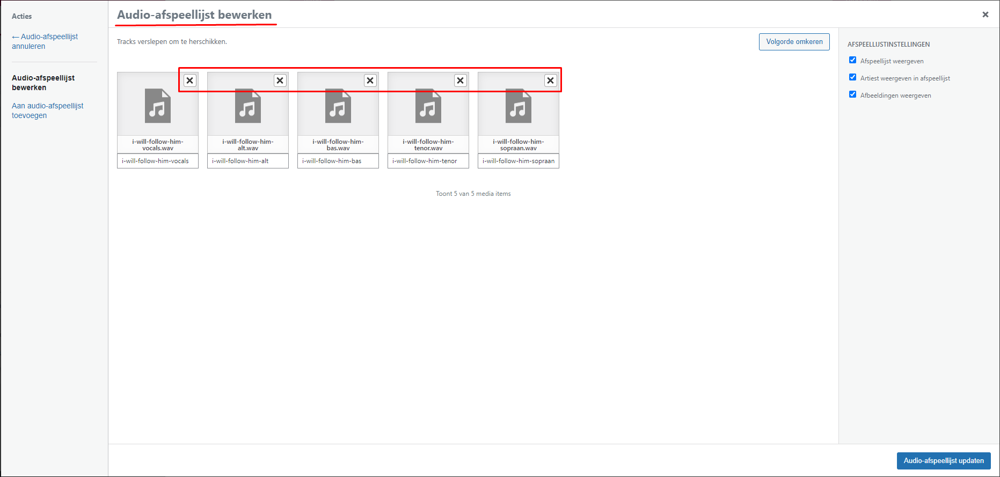 Acties
← Audio-afspeellijst
annuleren
Audio-afspeellijst
bewerken
Aan audio-afspeellijst
toevoegen
Audio-afspeellijst bewerken
Tracks verslepen om te herschikken.
Volgorde omkeren
i-will-follow-him-
vocals.wav
i-will-follow-him-vocals
i-will-follow-him-
alt.wav
i-will-follow-him-alt
i-will-follow-him-
bas.wav
i-will-follow-him-bas
i-will-follow-him-
tenor.wav
i-will-follow-him-tenor
i-will-follow-him-
sopraan.wav
i-will-follow-him-sopraan
Toont 5 van 5 media items
AFSPEELLIJSTINSTELLINGEN
Afspeellijst weergeven
Artiest weergeven in afspeellijst
Afbeeldingen weergeven
Audio-afspeellijst updaten